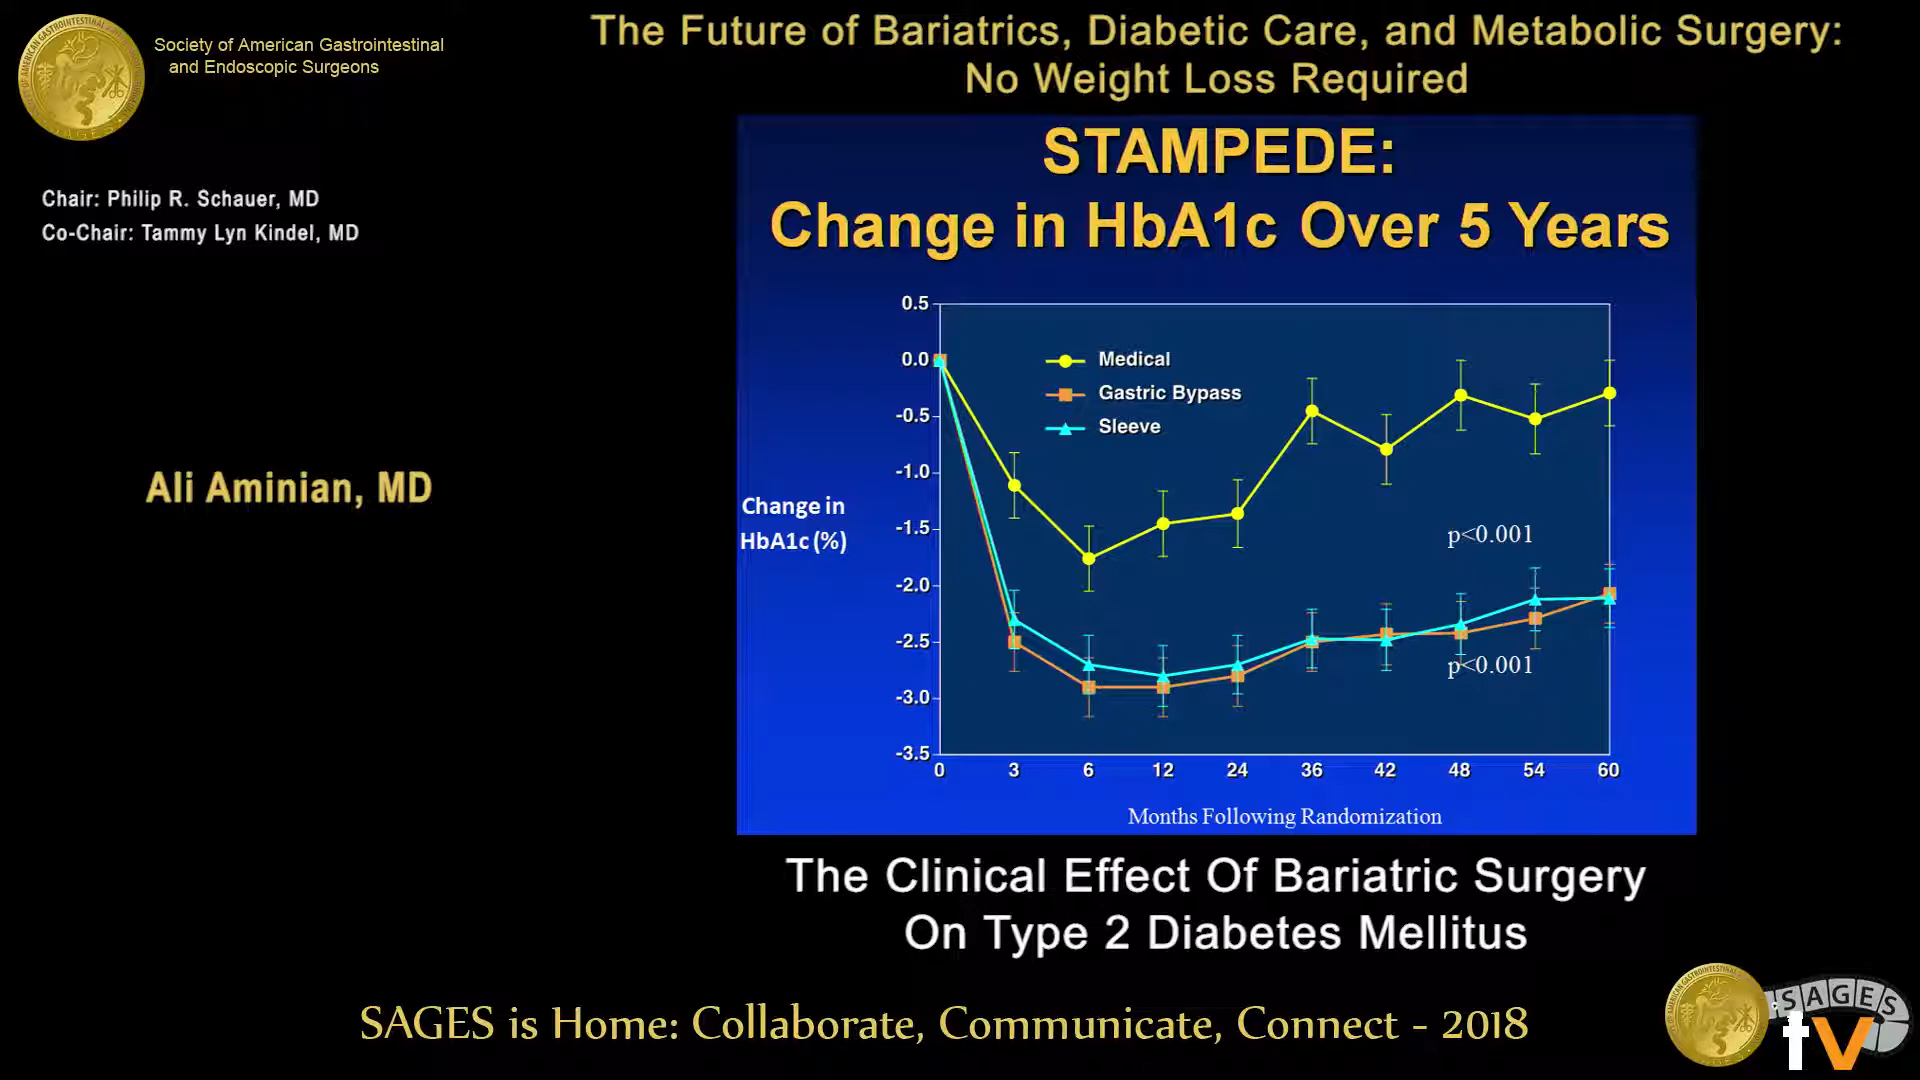 Society of American Gastrointestinal
and Endoscopic Surgeons
The Future of Bariatrics, Diabetic Care, and Metabolic Surgery:
No Weight Loss Required
Chair: Philip R. Schauer, MD
Co-Chair: Tammy Lyn Kindel, MD
Ali Aminian, MD
STAMPEDE:
Change in HbA1c Over 5 Years
0.5
0.0
-0.5
-1.0
-1.5
-2.0
-2.5
-3.0
-3.5
Change in
HbA1c (%)
Medical
Gastric Bypass
Sleeve
p<0.001
p<0.001
0 3 6 12 24 36 42 48 54 60
Months Following Randomization
The Clinical Effect Of Bariatric Surgery
On Type 2 Diabetes Mellitus
SAGES is Home: Collaborate, Communicate, Connect - 2018
SAGES
tv